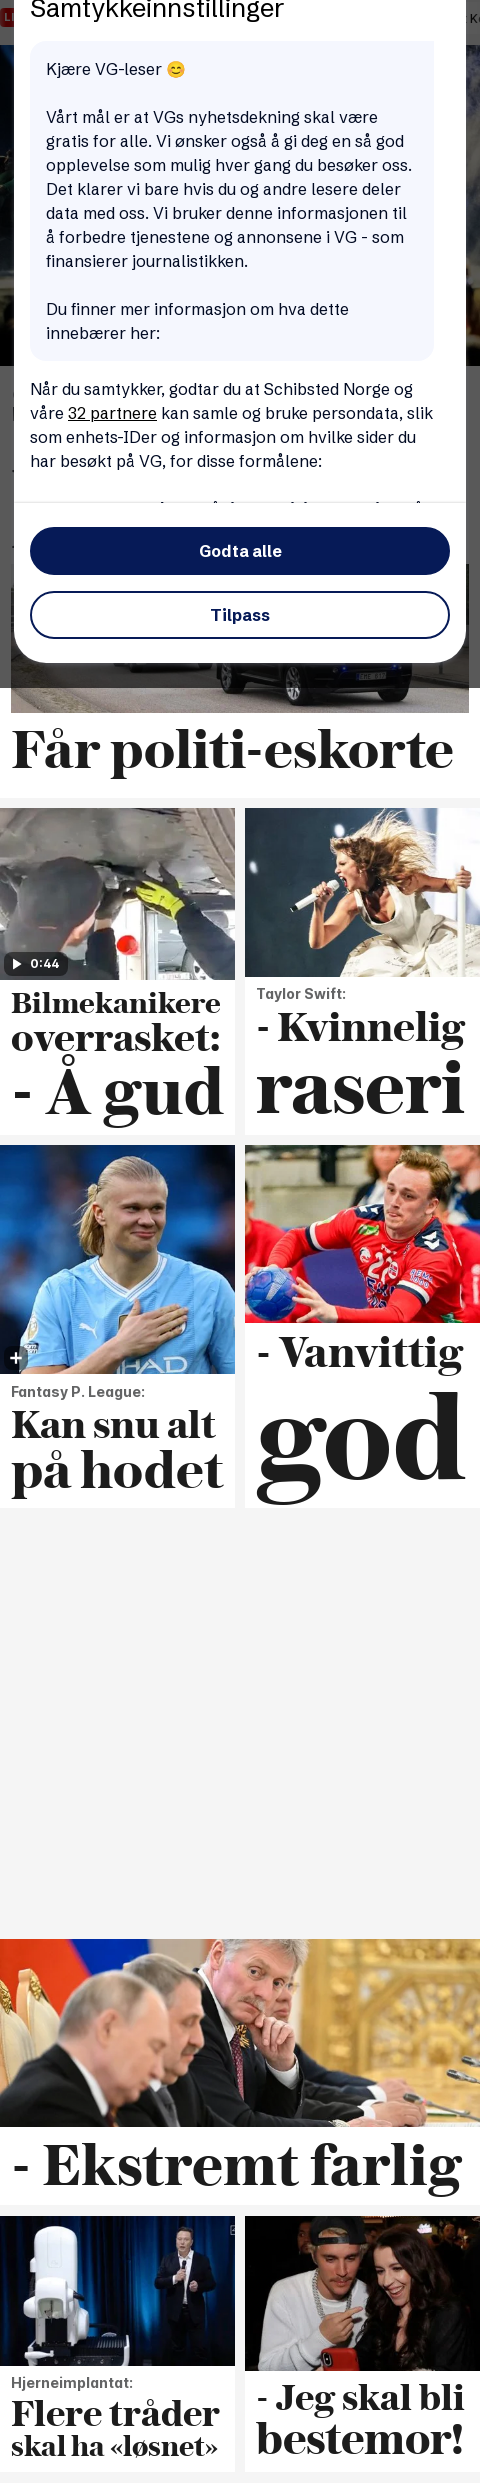 Samtykkeinnstillinger
Kjære VG-leser 😊
Vårt mål er at VGs nyhetsdekning skal være
gratis for alle. Vi ønsker også å gi deg en så god
opplevelse som mulig hver gang du besøker oss.
Det klarer vi bare hvis du og andre lesere deler
data med oss. Vi bruker denne informasjonen til
å forbedre tjenestene og annonsene i VG - som
finansierer journalistikken.
Du finner mer informasjon om hva dette
innebærer her:
Når du samtykker, godtar du at Schibsted Norge og
våre 32 partnere kan samle og bruke persondata, slik
som enhets-IDer og informasjon om hvilke sider du
har besøkt på VG, for disse formålene:
Godta alle
Tilpass
Får politi-eskorte
0:44
Bilmekanikere
overrasket:
- Å gud
Taylor Swift:
- Kvinnelig
raseri
Fantasy P. League:
Kan snu alt
på hodet
- Vanvittig
god
- Ekstremt farlig
Hjerneimplantat:
Flere tråder
skal ha «løsnet»
- Jeg skal bli
bestemor!